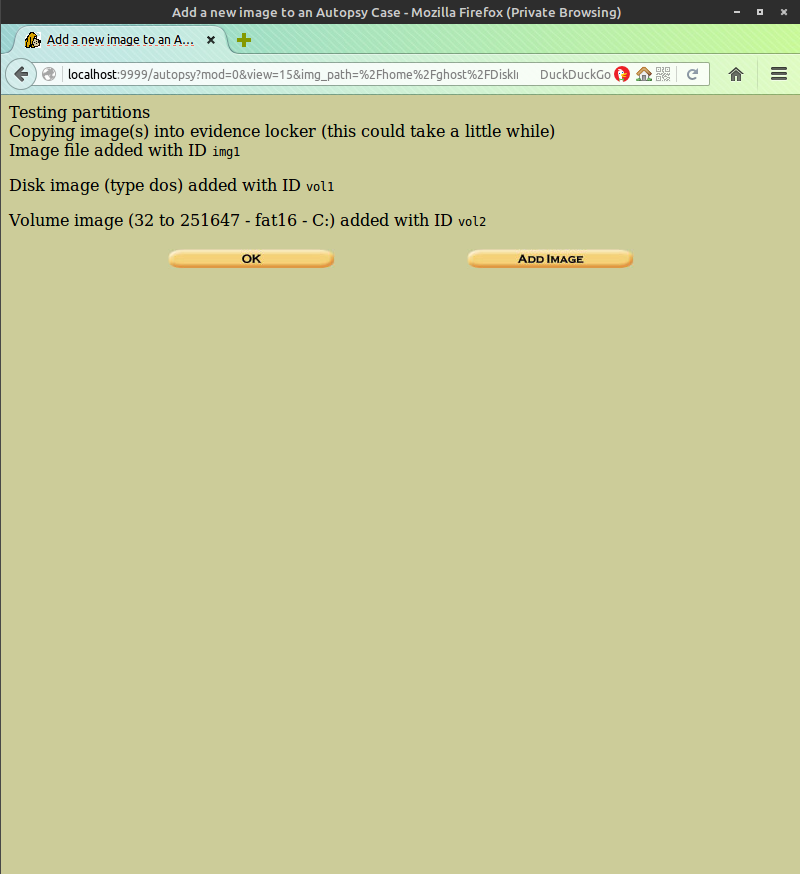 Add a new image to an Autopsy Case - Mozilla Firefox (Private Browsing)
Add a new image to an A...
localhost:9999/autopsy?mod=0&view=15&img_path=%2Fhome%2Fghost%2FDiskI
DuckDuckGo
Testing partitions
Copying image(s) into evidence locker (this could take a little while)
Image file added with ID img1
Disk image (type dos) added with ID vol1
Volume image (32 to 251647 - fat16 - C:) added with ID vol2
OK
ADD IMAGE